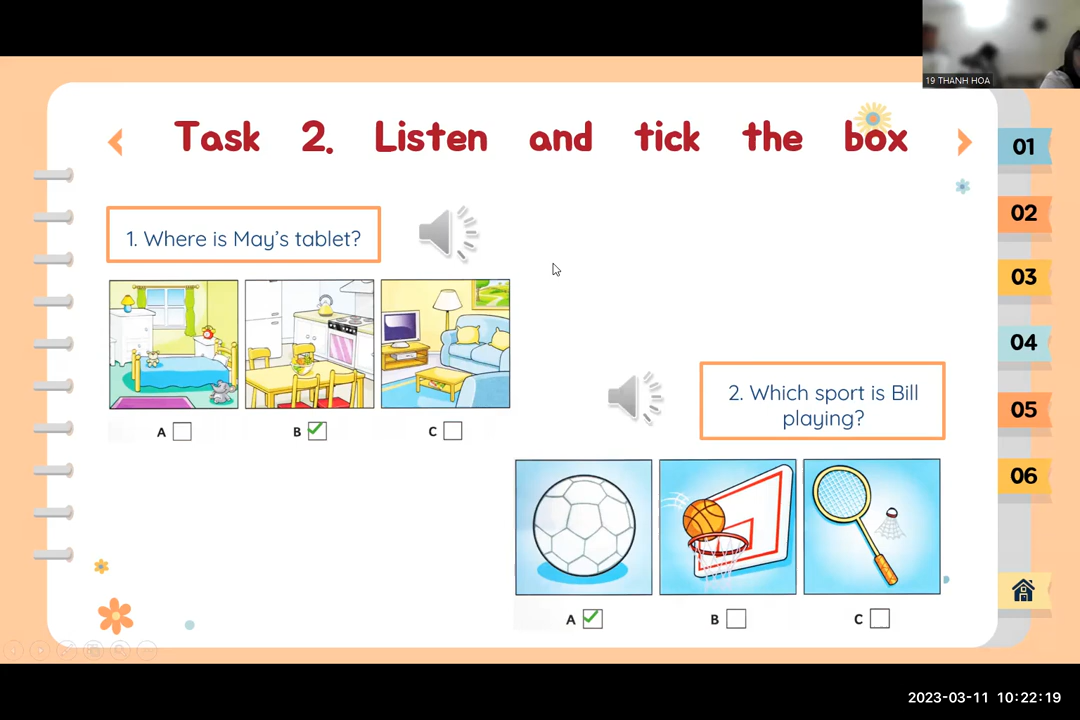 19 THANH HOA
Task 2. Listen and tick the box
1. Where is May's tablet?
A
B
C
2. Which sport is Bill
playing?
A
B
C
01
02
03
04
05
06
2023-03-11 10:22:19